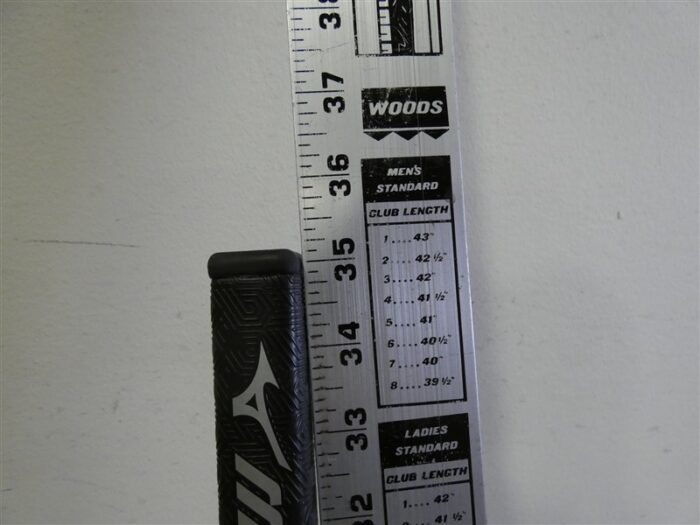 38
37
36
35
34
33
32
WOODS
MEN'S
STANDARD
CLUB LENGTH
1....43"
2....42 ½"
3....42"
4....41 ½"
5....41"
6....40½"
7....40"
8....39 ½"
LADIES
STANDARD
CLUB LENGTH
1....42"
41 ½"